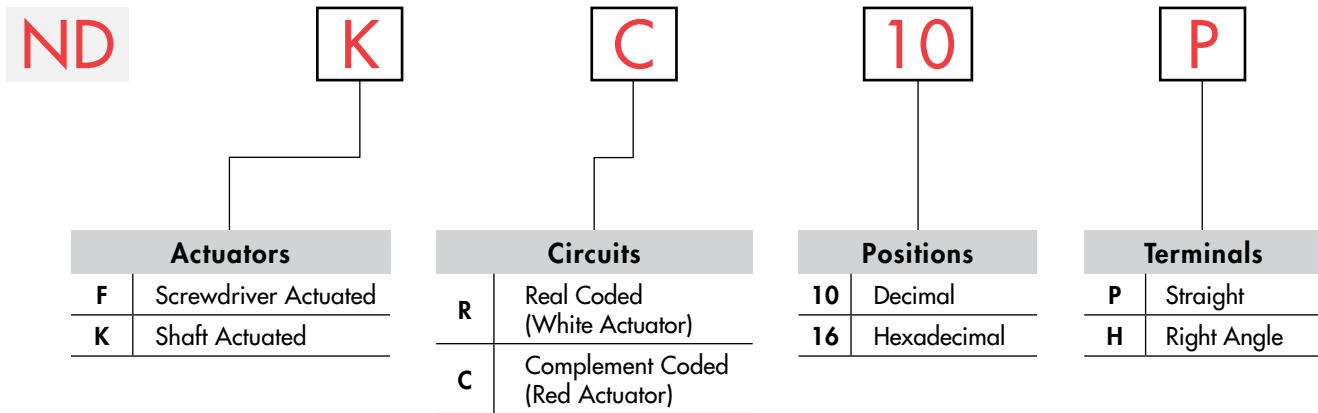 ND K C 10 P
Actuators
F Screwdriver Actuated
K Shaft Actuated
Circuits
R Real Coded
(White Actuator)
C Complement Coded
(Red Actuator)
Positions
10 Decimal
16 Hexadecimal
Terminals
P Straight
H Right Angle